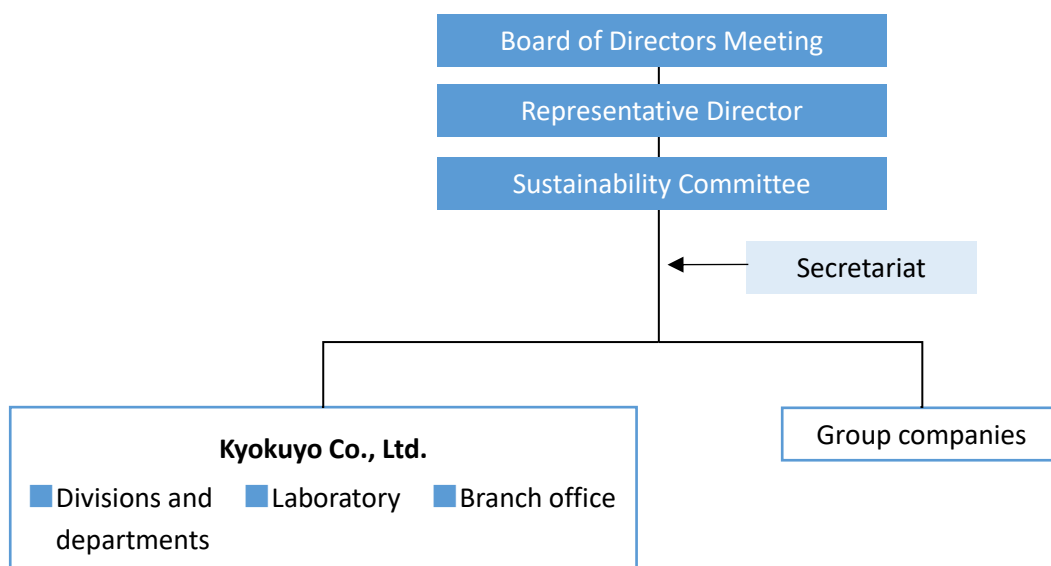 Board of Directors Meeting
Representative Director
Sustainability Committee
Secretariat
Kyokuyo Co., Ltd.
Divisions and departments
Laboratory
Branch office
Group companies